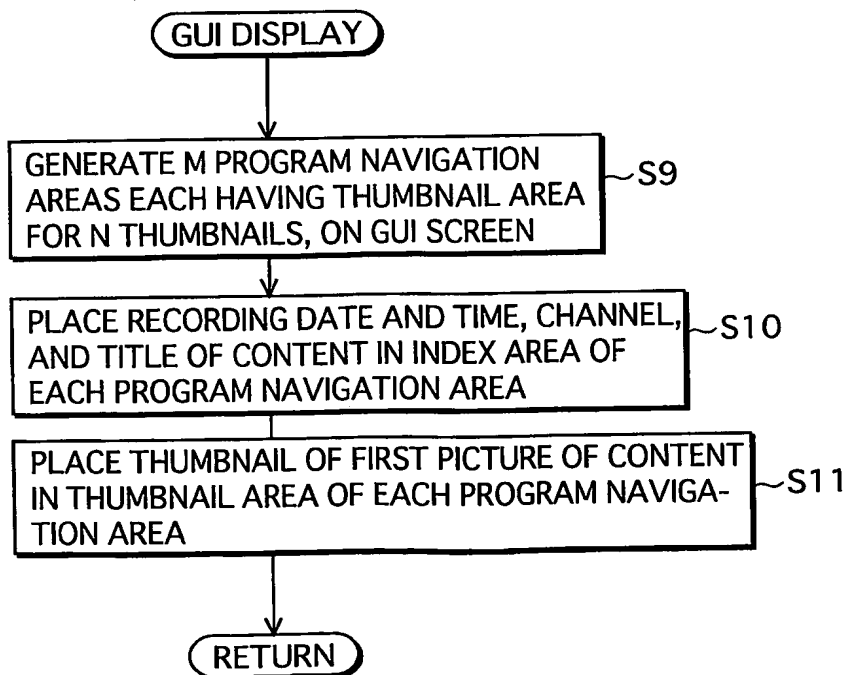 GUI DISPLAY
GENERATE M PROGRAM NAVIGATION
AREAS EACH HAVING THUMBNAIL AREA
FOR N THUMBNAILS, ON GUI SCREEN
S9
PLACE RECORDING DATE AND TIME, CHANNEL,
AND TITLE OF CONTENT IN INDEX AREA OF
EACH PROGRAM NAVIGATION AREA
S10
PLACE THUMBNAIL OF FIRST PICTURE OF CONTENT
IN THUMBNAIL AREA OF EACH PROGRAM NAVIGA-
TION AREA
S11
RETURN